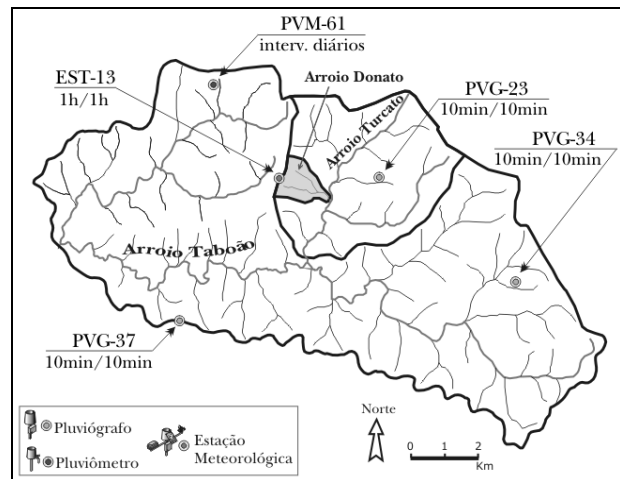 PVM-61
interv. diários
EST-13
1h/1h
Arroio Donato
PVG-23
10min/10min
Arroio Turcato
PVG-34
10min/10min
Arroio Taboão
PVG-37
10min/10min
Pluviógrafo
Pluviômetro
Estação
Meteorológica
Norte
0 1 2
Km